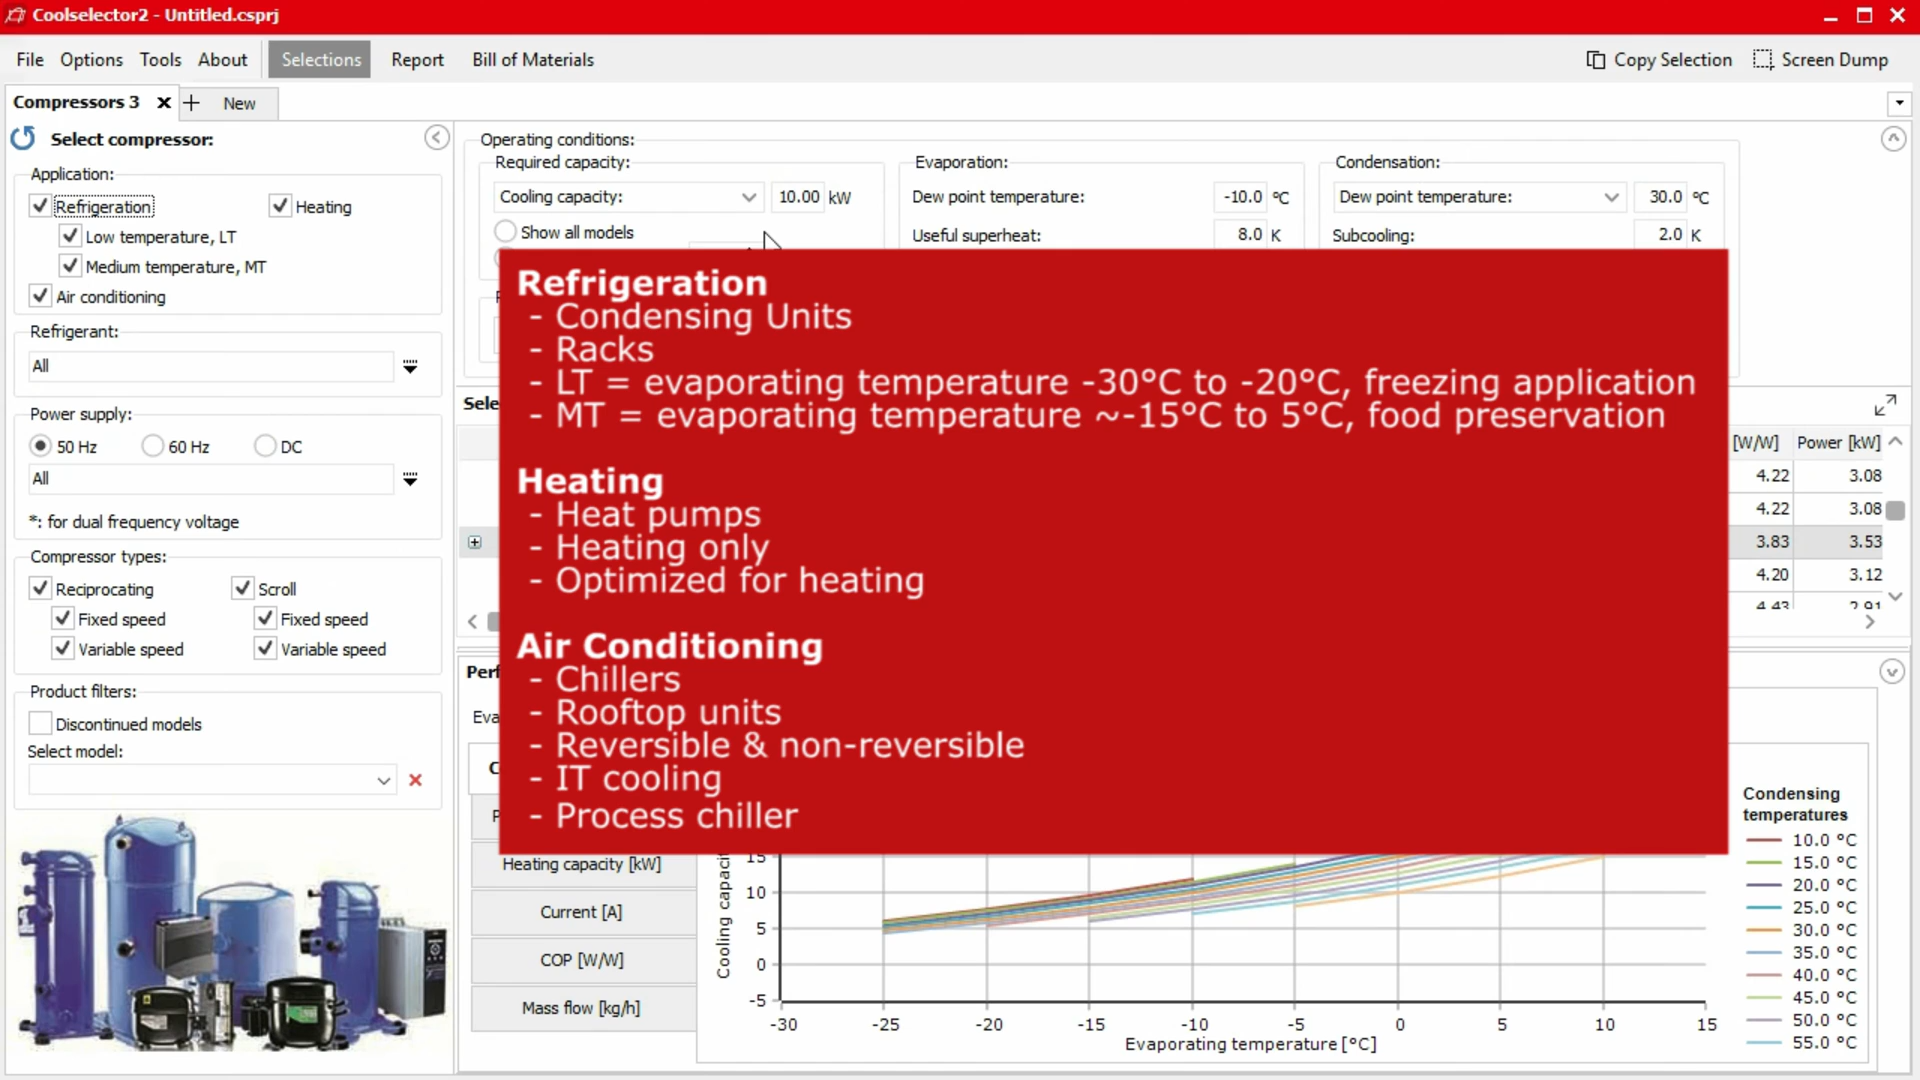 Coolselector2 - Untitled.csprj
File Options Tools About Selections Report Bill of Materials Copy Selection Screen Dump
Compressors 3 New
Select compressor:
Application:
Refrigeration Heating
Low temperature, LT
Medium temperature, MT
Air conditioning
Refrigerant:
All
Power supply:
50 Hz 60 Hz DC
All
*: for dual frequency voltage
Compressor types:
Reciprocating Scroll
Fixed speed Fixed speed
Variable speed Variable speed
Product filters:
Discontinued models
Select model:
Operating conditions:
Required capacity:
Cooling capacity: 10.00 kW
Show all models
Evaporation:
Dew point temperature: -10.0 °C
Useful superheat: 8.0 K
Condensation:
Dew point temperature: 30.0 °C
Subcooling: 2.0 K
Refrigeration
- Condensing Units
- Racks
- LT = evaporating temperature -30°C to -20°C, freezing application
- MT = evaporating temperature ~-15°C to 5°C, food preservation
Heating
- Heat pumps
- Heating only
- Optimized for heating
Air Conditioning
- Chillers
- Rooftop units
- Reversible & non-reversible
- IT cooling
- Process chiller
[W/W] Power [kW]
4.22 3.08
4.22 3.08
3.83 3.53
4.20 3.12
4.43 2.91
Heating capacity [kW]
Current [A]
COP [W/W]
Mass flow [kg/h]
15
10
5
0
-5
-30 -25 -20 -15 -10 -5 0 5 10 15
Evaporating temperature [°C]
Condensing
temperatures
10.0 °C
15.0 °C
20.0 °C
25.0 °C
30.0 °C
35.0 °C
40.0 °C
45.0 °C
50.0 °C
55.0 °C